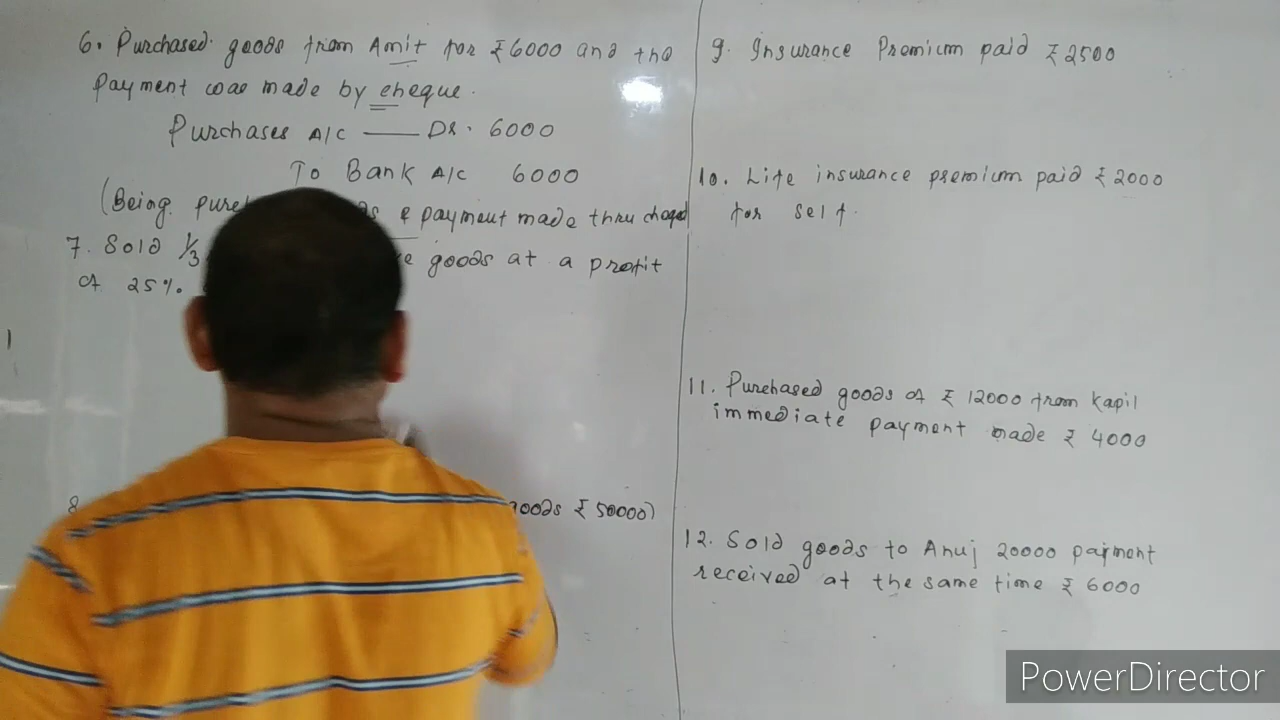 6. Purchased goods from Amit for ₹6000 and the
payment was made by cheque.
Purchases A/C —— Dr. 6000
To Bank A/C 6000
(Being & payment made thru
7. Sold 1/3 goods at a profit
of 25%.
8 goods ₹ 50000)
9. Insurance Premium paid ₹2500
10. Life insurance premium paid ₹2000
for self.
11. Purchased goods of ₹ 12000 from Kapil
immediate payment made ₹ 4000
12. Sold goods to Anuj 20000 payment
received at the same time ₹ 6000
PowerDirector